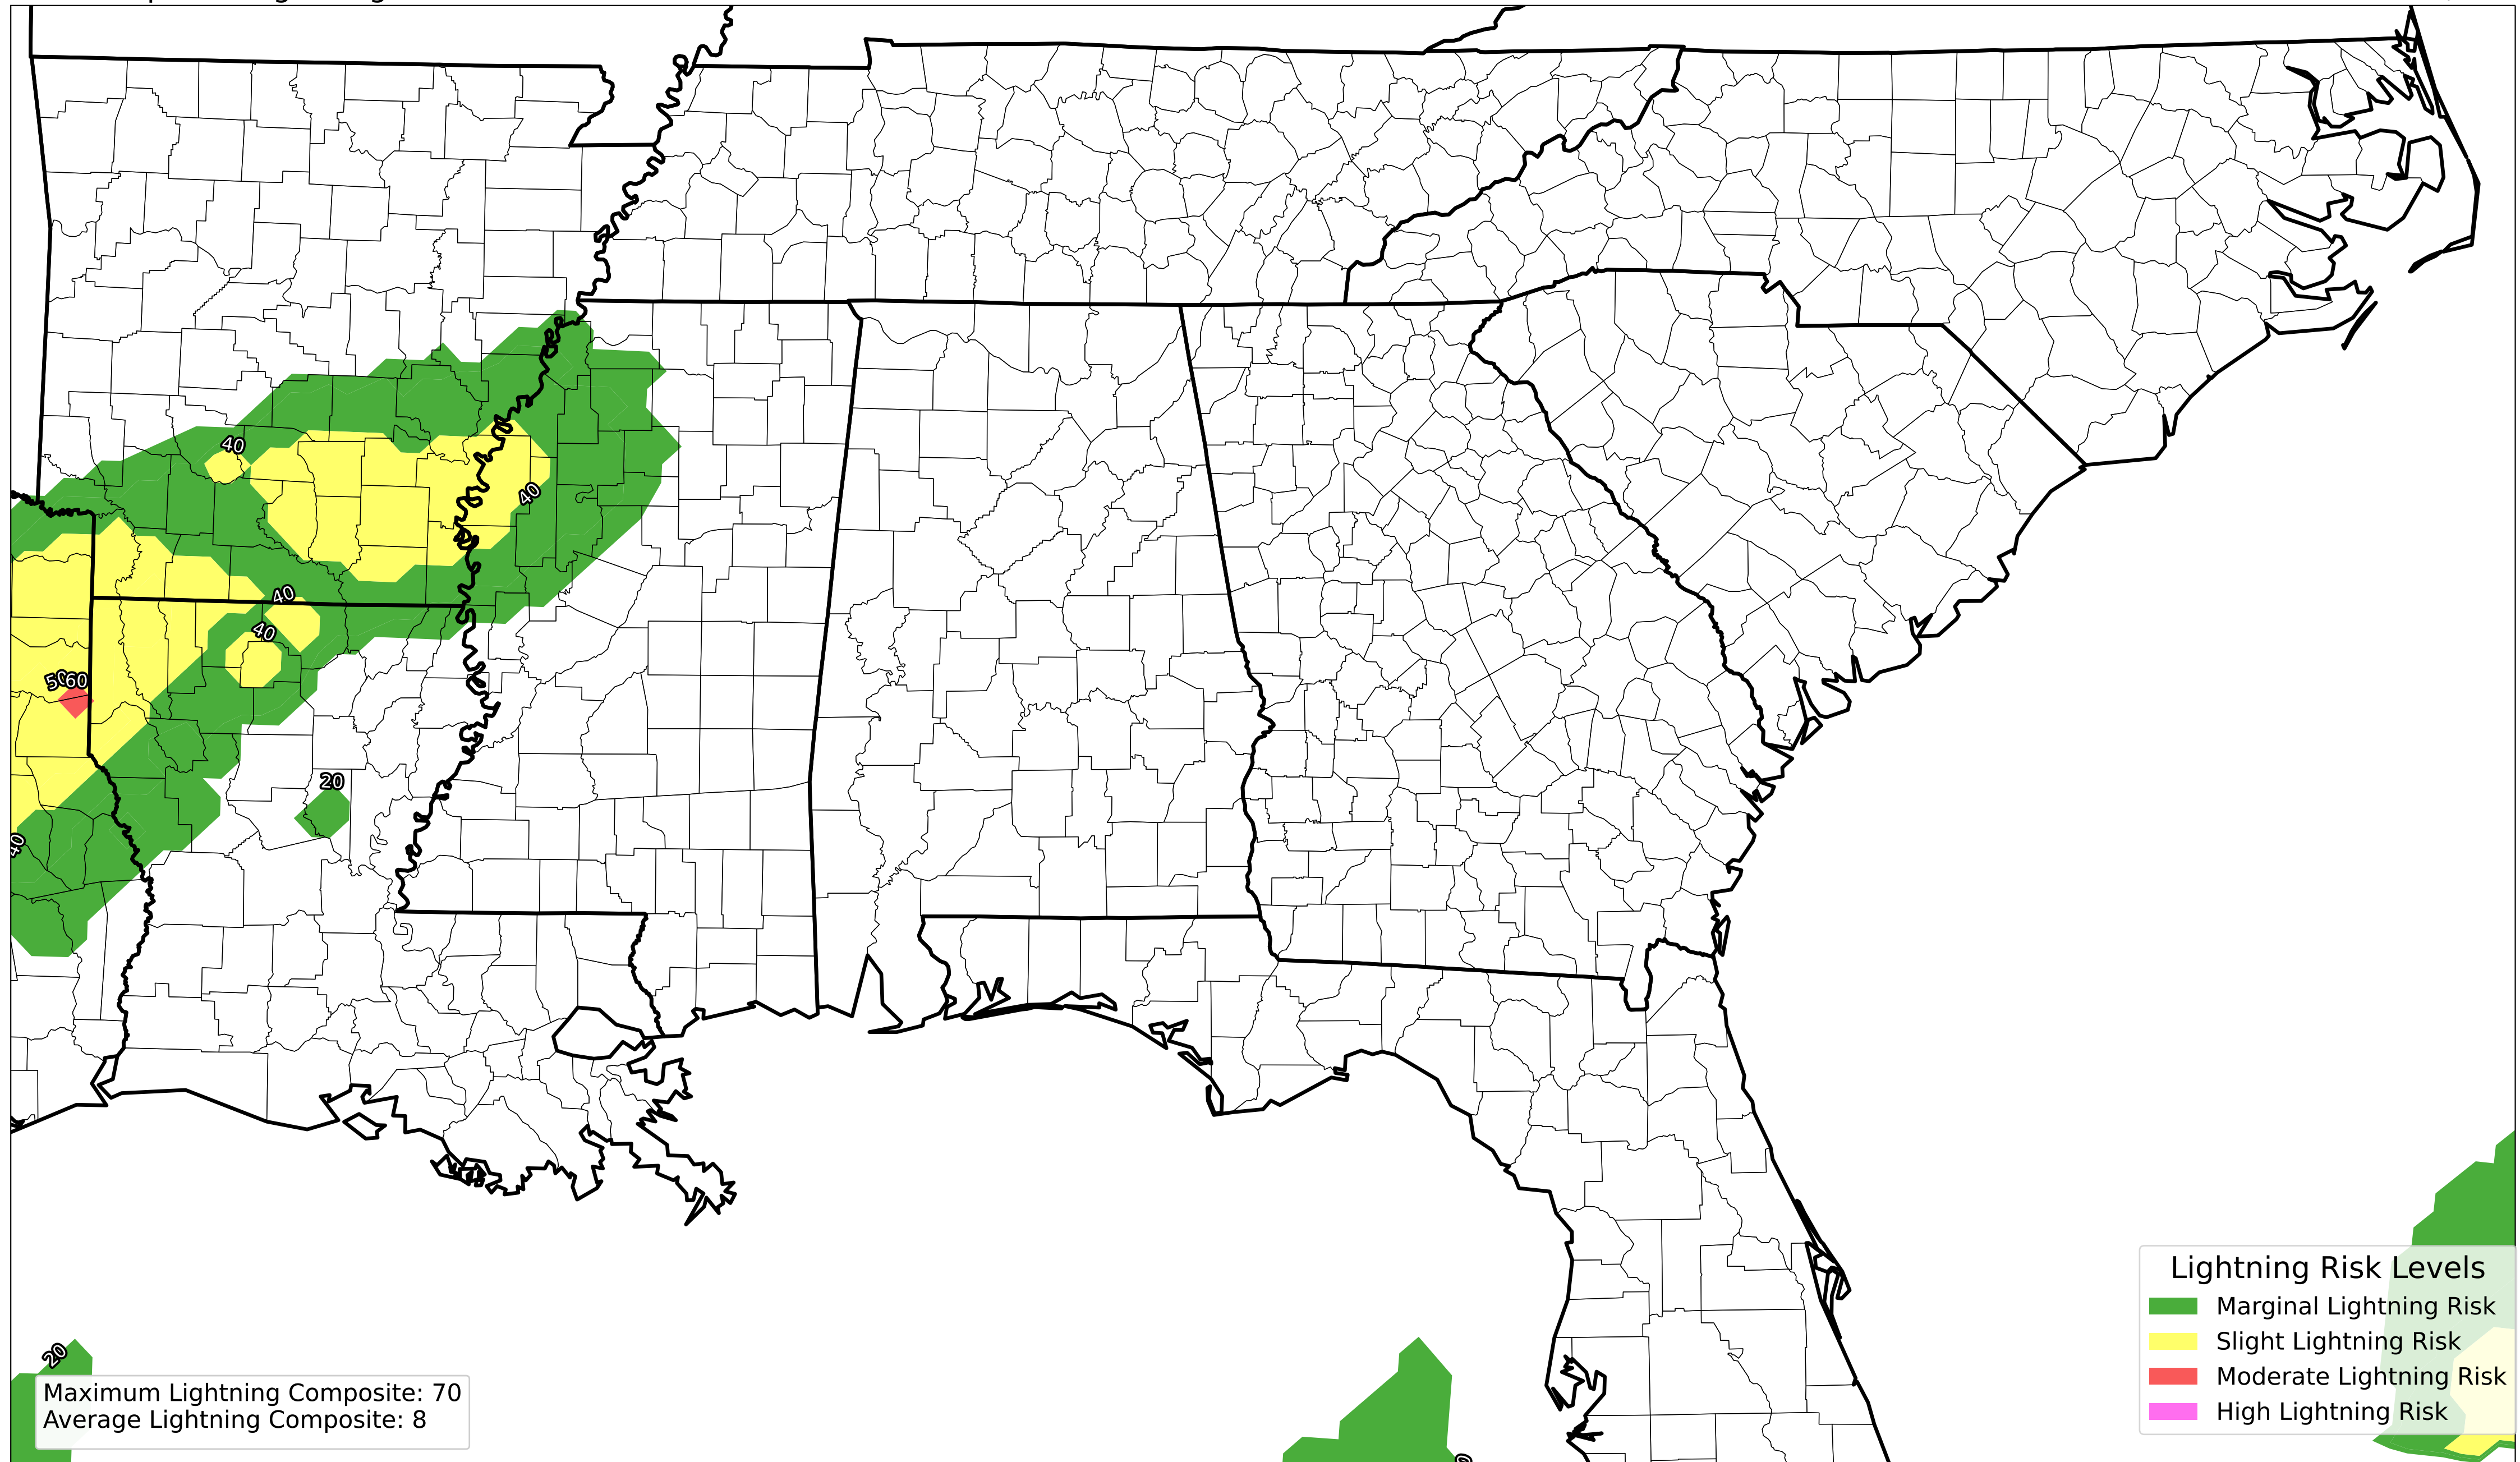 40
40
40
40
50
60
20
40
20
Maximum Lightning Composite: 70
Average Lightning Composite: 8
Lightning Risk Levels
Marginal Lightning Risk
Slight Lightning Risk
Moderate Lightning Risk
High Lightning Risk